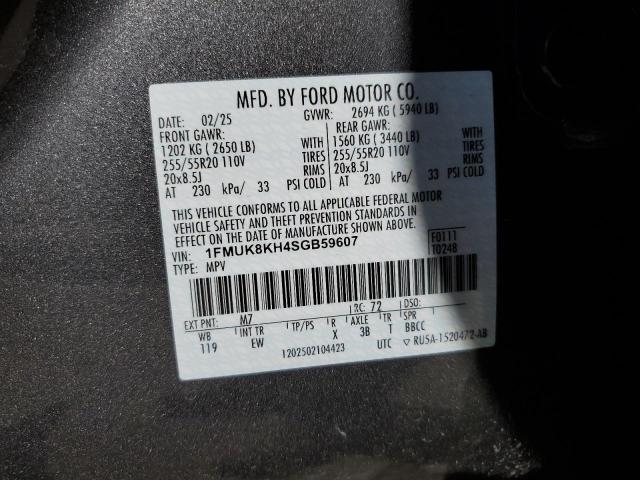 MFD. BY FORD MOTOR CO.
DATE: 02/25 GVWR: 2694 KG ( 5940 LB)
FRONT GAWR: REAR GAWR:
1202 KG ( 2650 LB) WITH 1560 KG ( 3440 LB) WITH
255/55R20 110V TIRES 255/55R20 110V TIRES
20x8.5J RIMS 20x8.5J RIMS
AT 230 kPa/ 33 PSI COLD AT 230 kPa/ 33 PSI COLD
THIS VEHICLE CONFORMS TO ALL APPLICABLE FEDERAL MOTOR
VEHICLE SAFETY AND THEFT PREVENTION STANDARDS IN
EFFECT ON THE DATE OF MANUFACTURE SHOWN ABOVE.
VIN: 1FMUK8KH4SGB59607 F0111
TYPE: MPV T0248
EXT PNT: M7 RC: 72 DSO:
WB INT TR TP/PS R AXLE TR SPR
119 EW X 3B T BBCC
1202502104423 UTC RU5A-1520472-AB